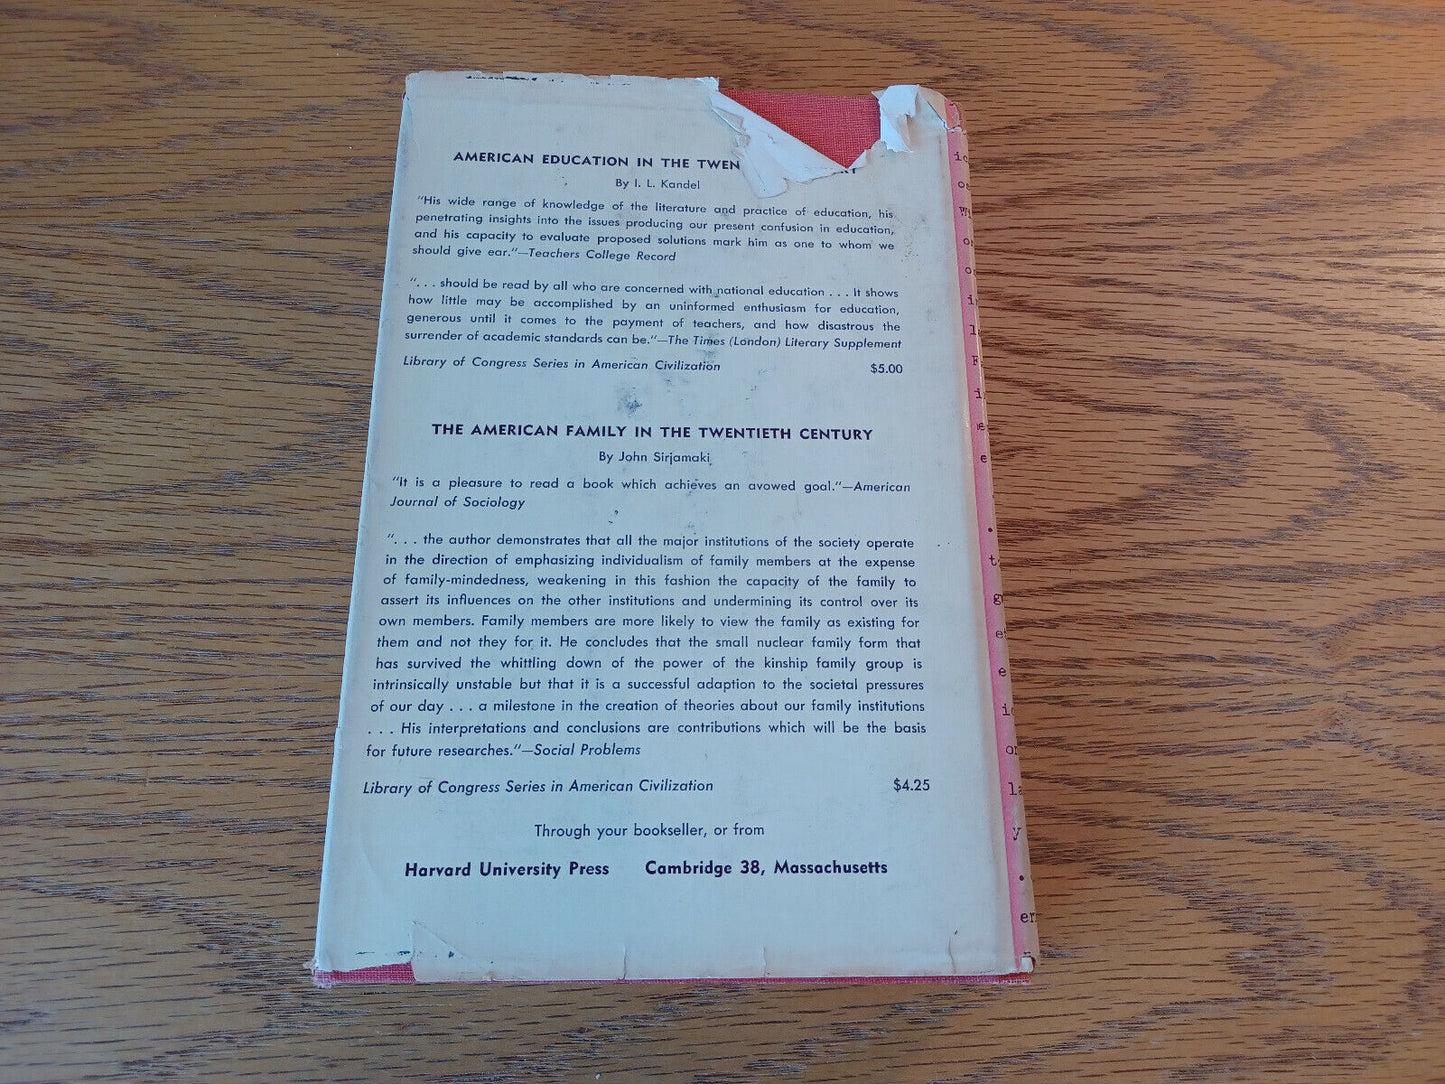 AMERICAN EDUCATION IN THE TWEN
By I. L. Kandel
"His wide range of knowledge of the literature and practice of education, his
penetrating insights into the issues producing our present confusion in education,
and his capacity to evaluate proposed solutions mark him as one to whom we
should give ear."—Teachers College Record
". . . should be read by all who are concerned with national education . . . It shows
how little may be accomplished by an uninformed enthusiasm for education,
generous until it comes to the payment of teachers, and how disastrous the
surrender of academic standards can be."—The Times (London) Literary Supplement
Library of Congress Series in American Civilization $5.00
THE AMERICAN FAMILY IN THE TWENTIETH CENTURY
By John Sirjamaki
"It is a pleasure to read a book which achieves an avowed goal."—American
Journal of Sociology
". . . the author demonstrates that all the major institutions of the society operate
in the direction of emphasizing individualism of family members at the expense
of family-mindedness, weakening in this fashion the capacity of the family to
assert its influences on the other institutions and undermining its control over its
own members. Family members are more likely to view the family as existing for
them and not they for it. He concludes that the small nuclear family form that
has survived the whittling down of the power of the kinship family group is
intrinsically unstable but that it is a successful adaption to the societal pressures
of our day . . . a milestone in the creation of theories about our family institutions
. . . His interpretations and conclusions are contributions which will be the basis
for future researches."—Social Problems
Library of Congress Series in American Civilization $4.25
Through your bookseller, or from
Harvard University Press Cambridge 38, Massachusetts